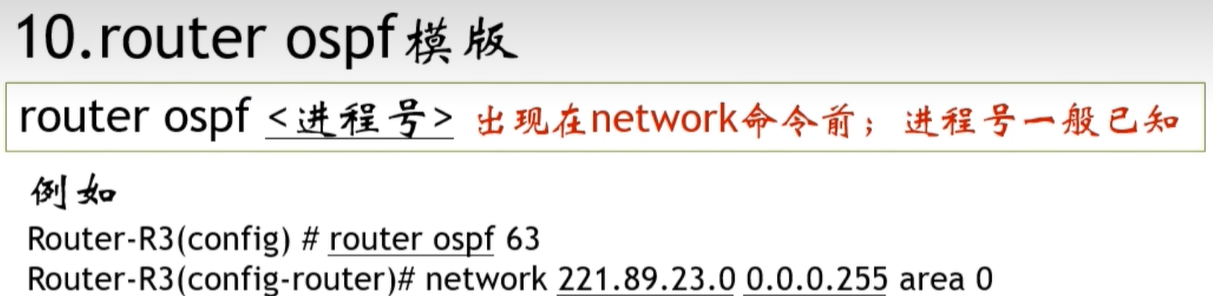 10.router ospf模版
router ospf <进程号> 出现在network命令前；进程号一般已知
例如
Router-R3(config) # router ospf 63
Router-R3(config-router)# network 221.89.23.0 0.0.0.255 area 0